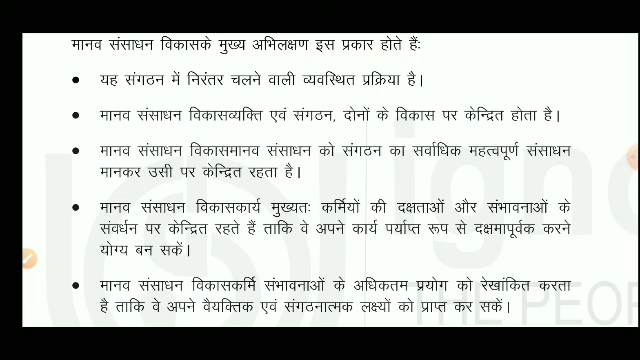 मानव संसाधन विकासके मुख्य अभिलक्षण इस प्रकार होते हैंः
● यह संगठन में निरंतर चलने वाली व्यवस्थित प्रक्रिया है।
● मानव संसाधन विकासव्यक्ति एवं संगठन, दोनों के विकास पर केन्द्रित होता है।
● मानव संसाधन विकासमानव संसाधन को संगठन का सर्वाधिक महत्वपूर्ण संसाधन
मानकर उसी पर केन्द्रित रहता है।
● मानव संसाधन विकासकार्य मुख्यतः कर्मियों की दक्षताओं और संभावनाओं के
संवर्धन पर केन्द्रित रहते हैं ताकि वे अपने कार्य पर्याप्त रूप से दक्षमापूर्वक करने
योग्य बन सकें।
● मानव संसाधन विकासकर्मि संभावनाओं के अधिकतम प्रयोग को रेखांकित करता
है ताकि वे अपने वैयक्तिक एवं संगठनात्मक लक्ष्यों को प्राप्त कर सकें।
ignou
THE PEOP